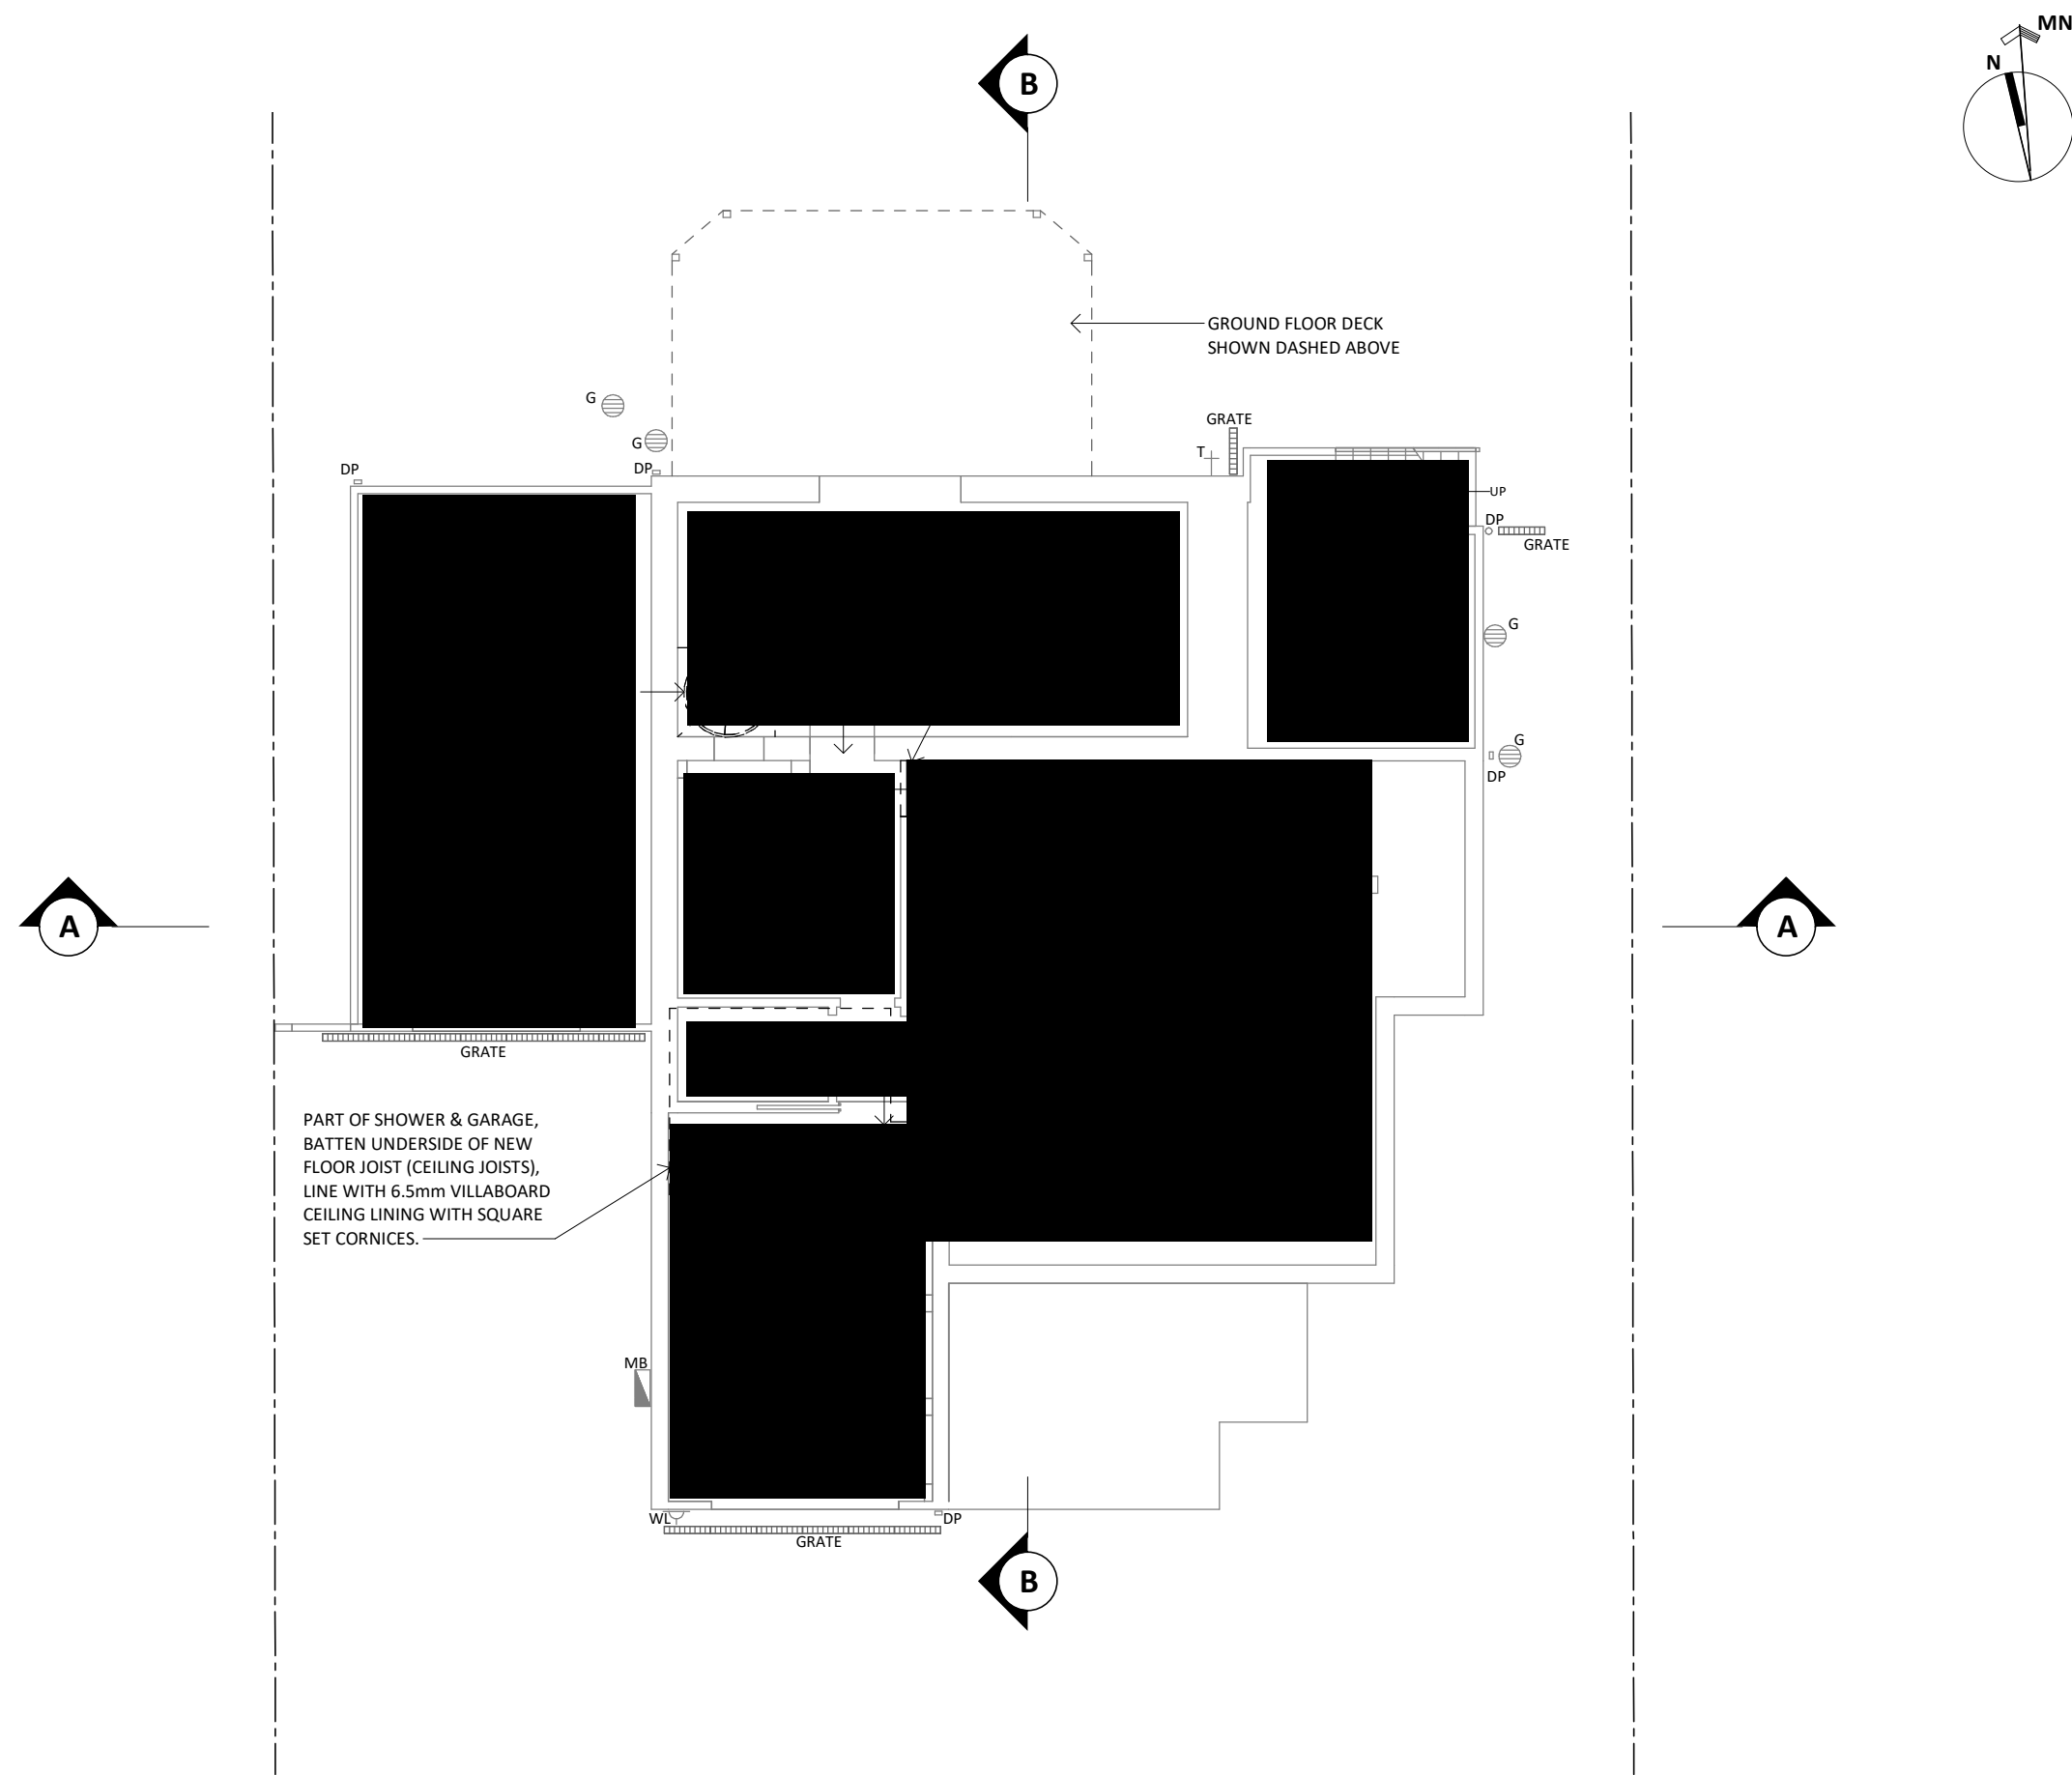 MN
N
B
GROUND FLOOR DECK
SHOWN DASHED ABOVE
G
G
GRATE
T
DP
DP
UP
DP
GRATE
G
G
DP
A
A
GRATE
PART OF SHOWER & GARAGE,
BATTEN UNDERSIDE OF NEW
FLOOR JOIST (CEILING JOISTS),
LINE WITH 6.5mm VILLABOARD
CEILING LINING WITH SQUARE
SET CORNICES.
MB
WL
DP
GRATE
B